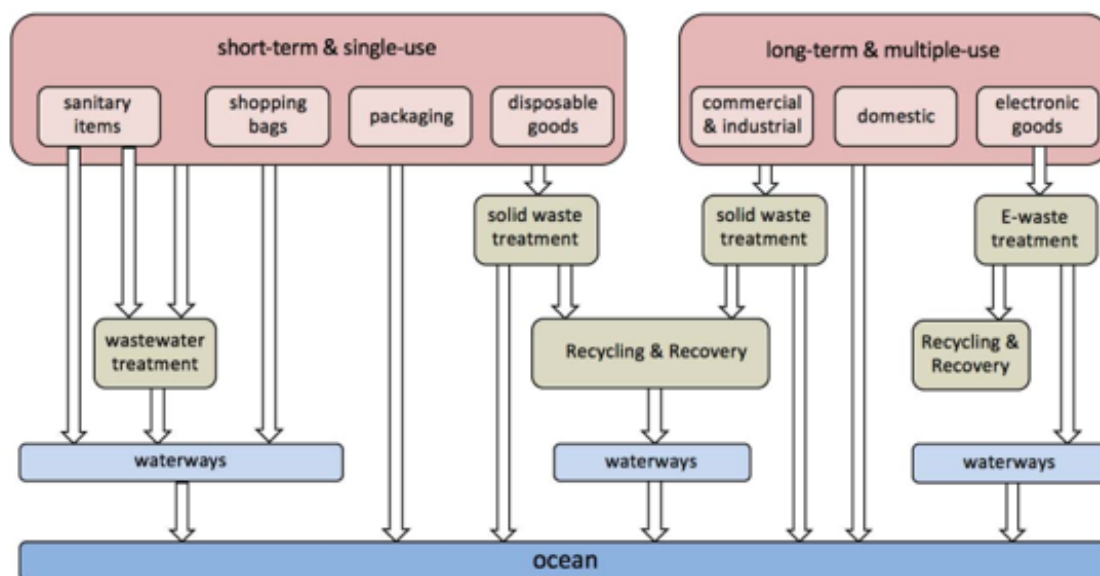 short-term & single-use
long-term & multiple-use
sanitary
items
shopping
bags
packaging
disposable
goods
commercial
& industrial
domestic
electronic
goods
solid waste
treatment
solid waste
treatment
E-waste
treatment
wastewater
treatment
Recycling & Recovery
Recycling &
Recovery
waterways
waterways
waterways
ocean